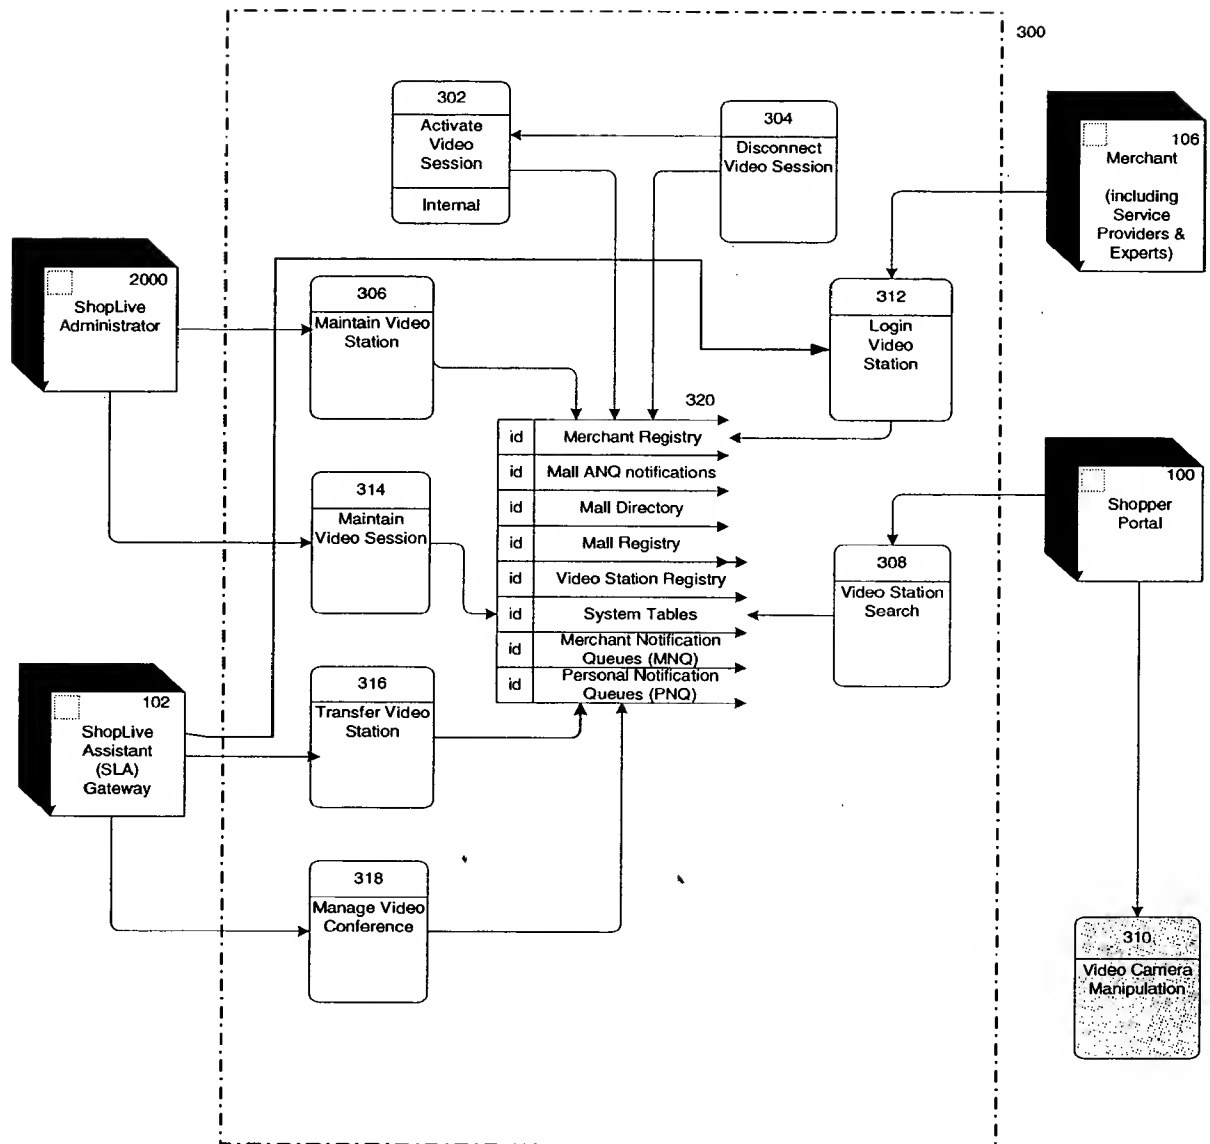 300
302
Activate
Video
Session
Internal
304
Disconnect
Video Session
106
Merchant
(including
Service
Providers &
Experts)
2000
ShopLive
Administrator
306
Maintain Video
Station
312
Login
Video
Station
320
id Merchant Registry
id Mall ANQ notifications
id Mall Directory
id Mall Registry
id Video Station Registry
id System Tables
id Merchant Notification
Queues (MNQ)
id Personal Notification
Queues (PNQ)
314
Maintain
Video Session
100
Shopper
Portal
308
Video Station
Search
102
ShopLive
Assistant
(SLA)
Gateway
316
Transfer Video
Station
318
Manage Video
Conference
310
Video Camera
Manipulation